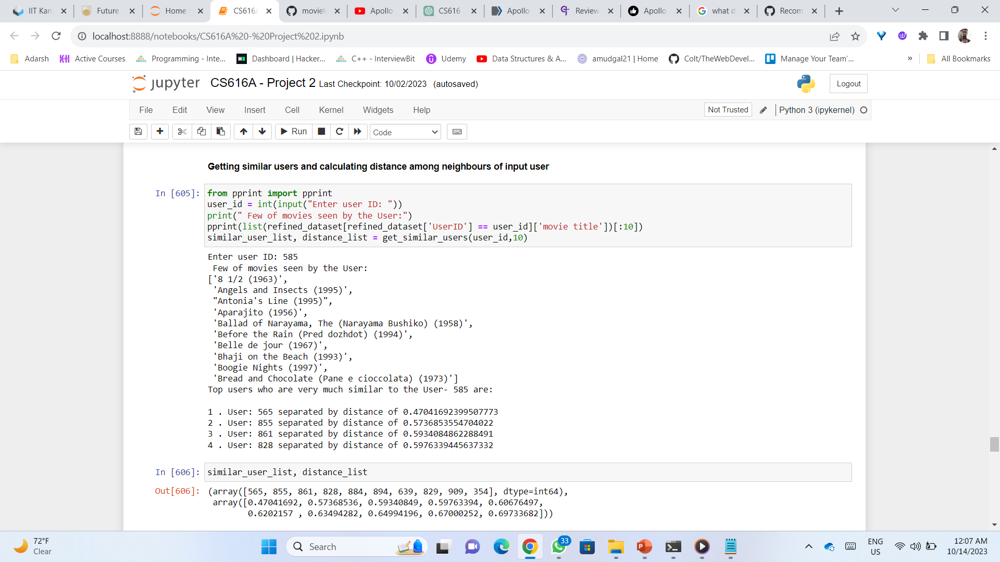 IIT Kan
Future
Home
CS616A
moviele
Apollo
CS616
Apollo
Review
Apollo
what d
Recom
localhost:8888/notebooks/CS616A%20-%20Project%202.ipynb
Adarsh
Active Courses
Programming - Inte...
Dashboard | Hacker...
C++ - InterviewBit
Udemy
Data Structures & A...
amudgal21 | Home
Colt/TheWebDevel...
Manage Your Team'...
»
All Bookmarks
jupyter CS616A - Project 2 Last Checkpoint: 10/02/2023 (autosaved)
Logout
File Edit View Insert Cell Kernel Widgets Help
Not Trusted
Python 3 (ipykernel)
Run
Code
Getting similar users and calculating distance among neighbours of input user
In [605]: from pprint import pprint
user_id = int(input("Enter user ID: "))
print(" Few of movies seen by the User:")
pprint(list(refined_dataset[refined_dataset['UserID'] == user_id]['movie title'])[:10])
similar_user_list, distance_list = get_similar_users(user_id,10)
Enter user ID: 585
Few of movies seen by the User:
['8 1/2 (1963)',
'Angels and Insects (1995)',
"Antonia's Line (1995)",
'Aparajito (1956)',
'Ballad of Narayama, The (Narayama Bushiko) (1958)',
'Before the Rain (Pred dozhdot) (1994)',
'Belle de jour (1967)',
'Bhaji on the Beach (1993)',
'Boogie Nights (1997)',
'Bread and Chocolate (Pane e cioccolata) (1973)']
Top users who are very much similar to the User- 585 are:
1 . User: 565 separated by distance of 0.47041692399507773
2 . User: 855 separated by distance of 0.5736853554704022
3 . User: 861 separated by distance of 0.5934084862288491
4 . User: 828 separated by distance of 0.5976339445637332
In [606]: similar_user_list, distance_list
Out[606]: (array([565, 855, 861, 828, 884, 894, 639, 829, 909, 354], dtype=int64),
array([0.47041692, 0.57368536, 0.59340849, 0.59763394, 0.60676497,
0.6202157 , 0.63494282, 0.64994196, 0.67000252, 0.69733682]))
72°F
Clear
Search
33
ENG
US
12:07 AM
10/14/2023